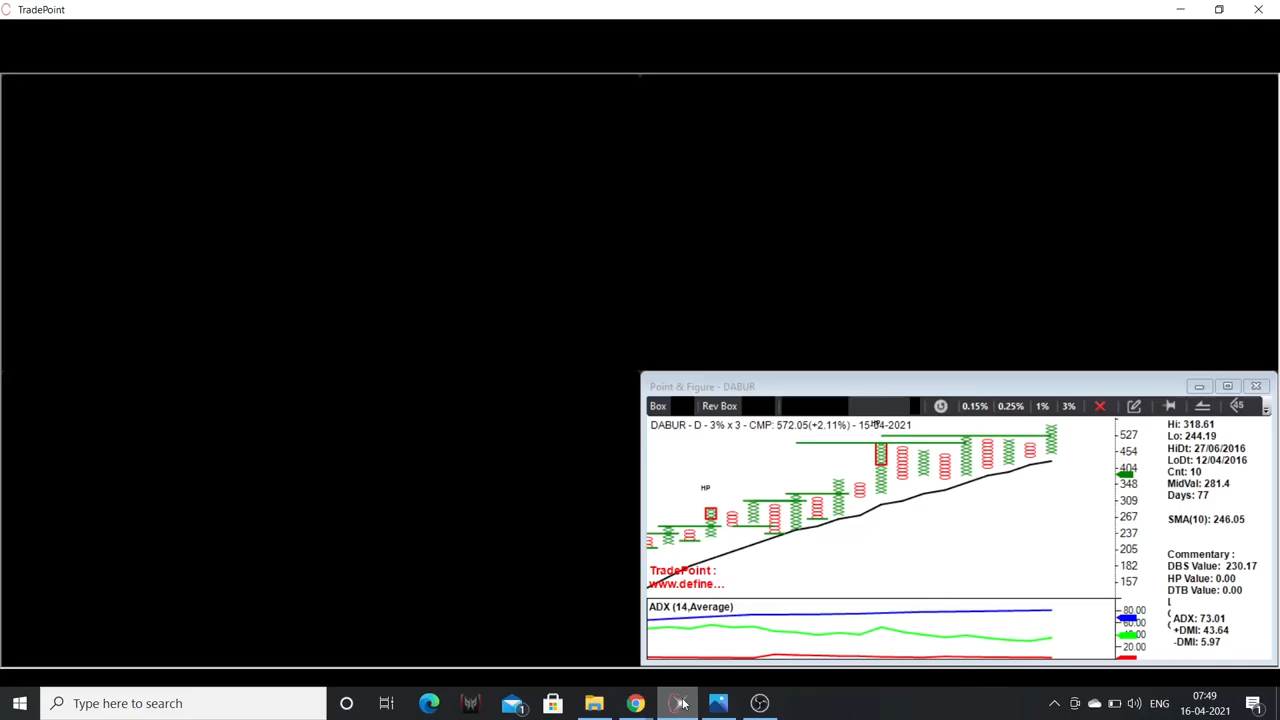 TradePoint
Point & Figure - DABUR
Box Rev Box 0.15% 0.25% 1% 3% 45
DABUR - D - 3% x 3 - CMP: 572.05(+2.11%) - 15-04-2021
HP
HP
527
454
404
348
309
267
237
205
182
157
TradePoint :
www.define...
Hi: 318.61
Lo: 244.19
HiDt: 27/06/2016
LoDt: 12/04/2016
Cnt: 10
MidVal: 281.4
Days: 77
SMA(10): 246.05
Commentary :
DBS Value: 230.17
HP Value: 0.00
DTB Value: 0.00
ADX (14,Average)
80.00
60.00
20.00
ADX: 73.01
+DMI: 43.64
-DMI: 5.97
Type here to search
1
ENG
07:49
16-04-2021
1